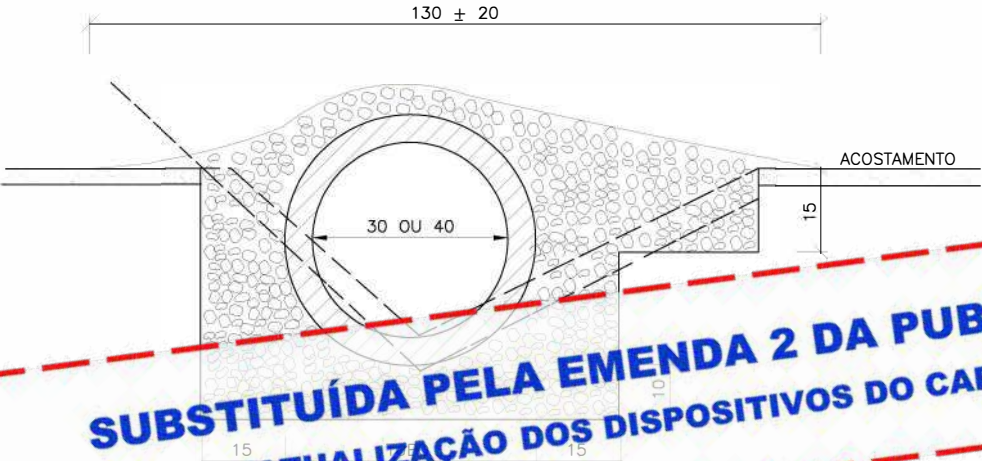 130 ± 20
ACOSTAMENTO
30 OU 40
15
10
SUBSTITUÍDA PELA EMENDA 2 DA PUB
ATUALIZAÇÃO DOS DISPOSITIVOS DO
15
15